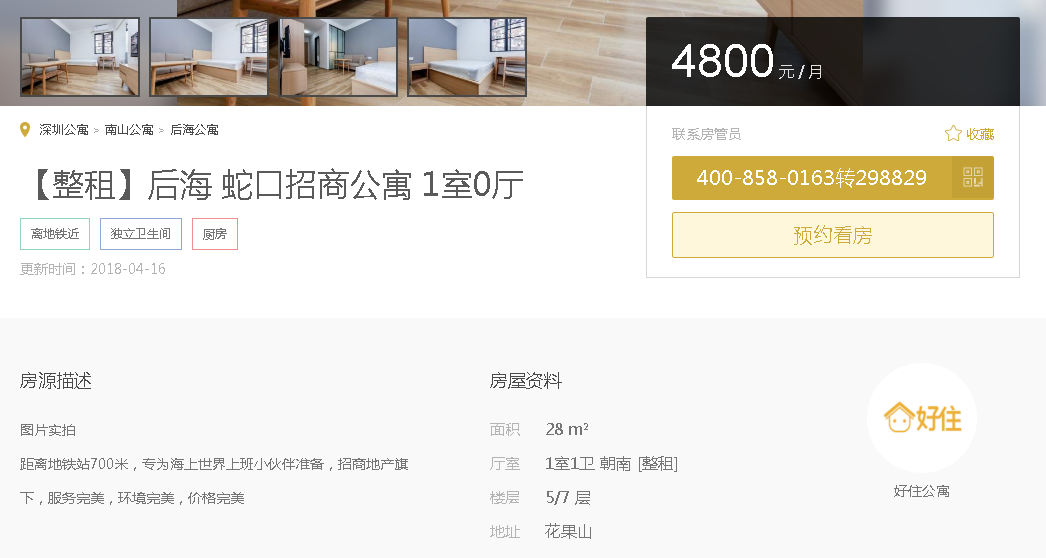 4800元/月
深圳公寓 > 南山公寓 > 后海公寓
联系房管员
收藏
【整租】后海 蛇口招商公寓 1室0厅
400-858-0163转298829
离地铁近
独立卫生间
厨房
预约看房
更新时间：2018-04-16
房源描述
图片实拍
距离地铁站700米，专为海上世界上班小伙伴准备，招商地产旗
下，服务完美，环境完美，价格完美
房屋资料
面积 28 m²
厅室 1室1卫 朝南 [整租]
楼层 5/7 层
地址 花果山
好住
好住公寓